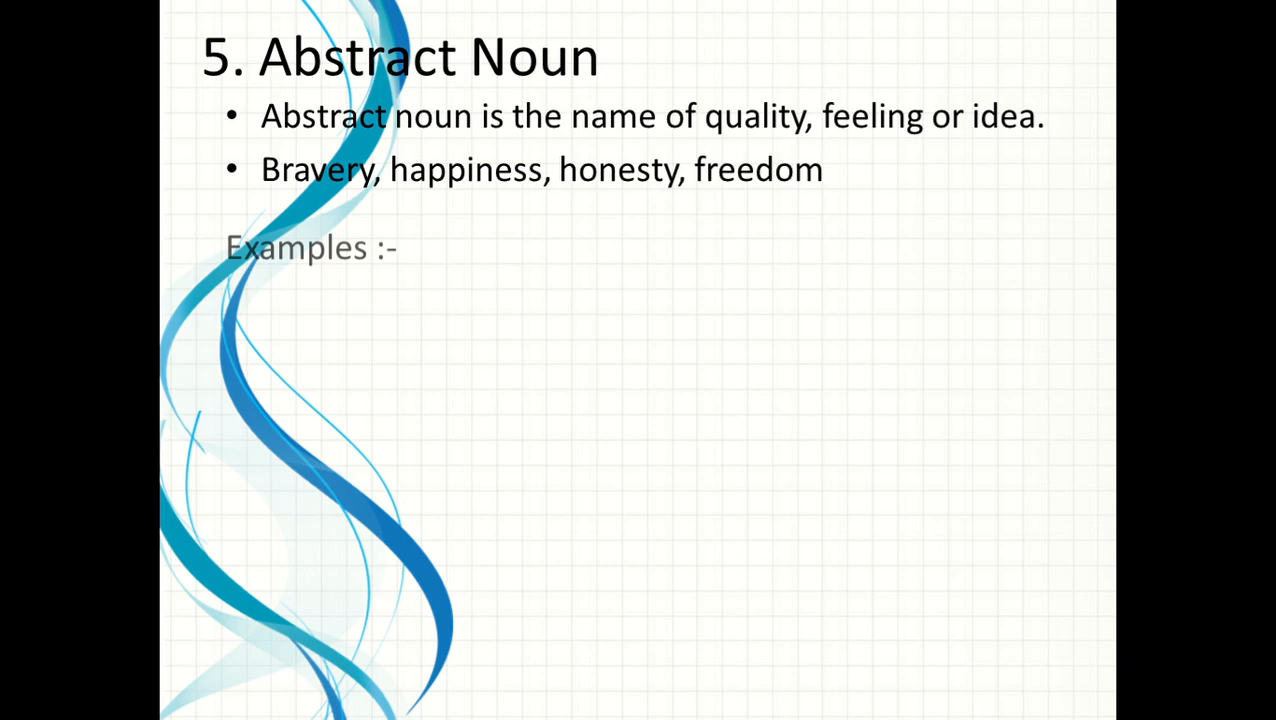 5. Abstract Noun
• Abstract noun is the name of quality, feeling or idea.
• Bravery, happiness, honesty, freedom
Examples :-